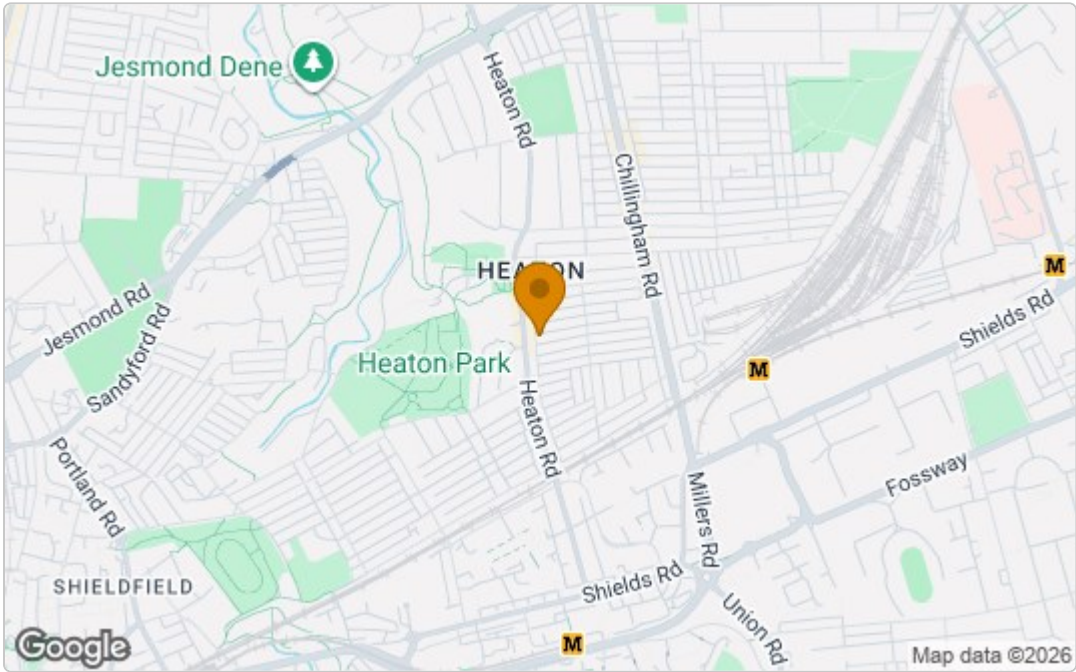 Jesmond Dene
Heaton Rd
Chillingham Rd
HEATON
Jesmond Rd
Sandyford Rd
Heaton Park
M
Shields Rd
M
Heaton Rd
Portland Rd
Fossway
Millers Rd
SHIELDFIELD
Shields Rd
Union Rd
M
Google
Map data ©2026